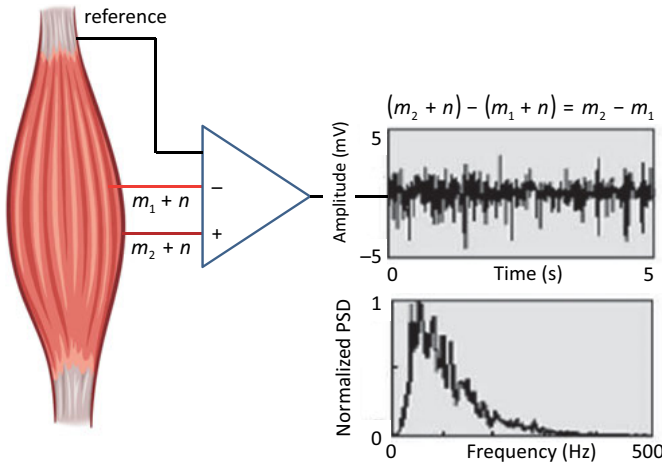 reference
(m₂ + n) − (m₁ + n) = m₂ − m₁
m₁ + n
−
m₂ + n
+
Amplitude (mV)
5
−5
0
Time (s)
5
Normalized PSD
1
0
0
Frequency (Hz)
500